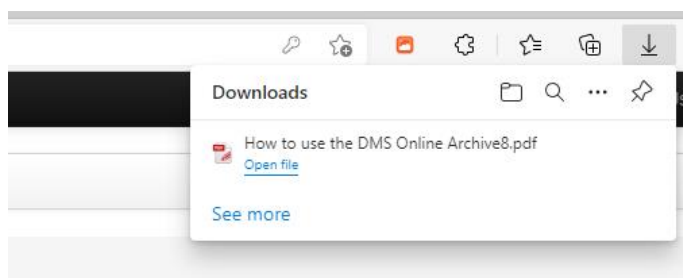 Downloads
How to use the DMS Online Archive8.pdf
Open file
See more